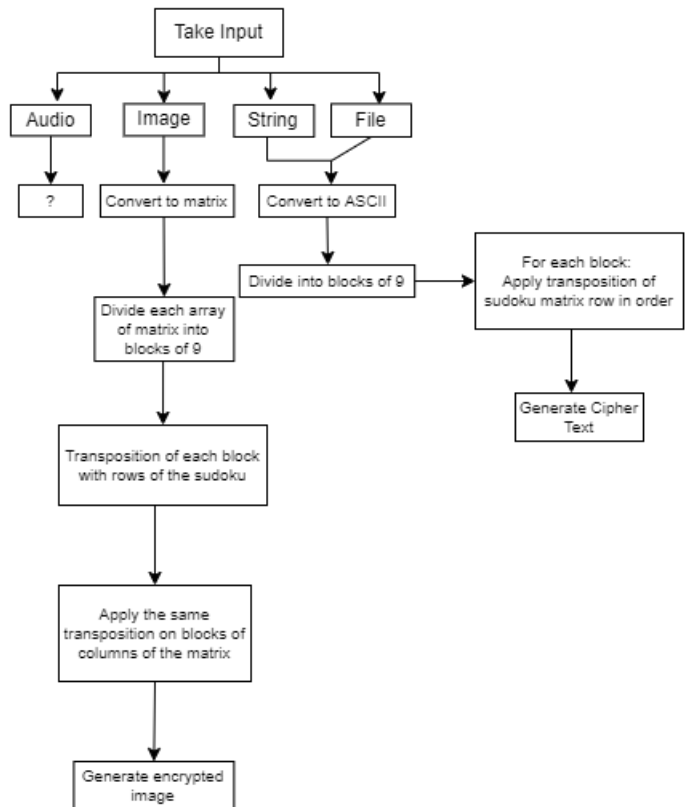 Take Input
Audio
Image
String
File
?
Convert to matrix
Convert to ASCII
Divide into blocks of 9
For each block:
Apply transposition of
sudoku matrix row in order
Divide each array
of matrix into
blocks of 9
Generate Cipher
Text
Transposition of each block
with rows of the sudoku
Apply the same
transposition on blocks of
columns of the matrix
Generate encrypted
image